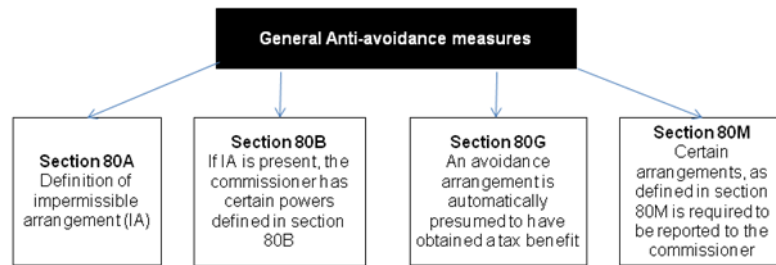 General Anti-avoidance measures
Section 80A
Definition of
impermissible
arrangement (IA)
Section 80B
If IA is present, the
commissioner has
certain powers
defined in section
80B
Section 80G
An avoidance
arrangement is
automatically
presumed to have
obtained a tax benefit
Section 80M
Certain
arrangements, as
defined in section
80M is required to
be reported to the
commissioner